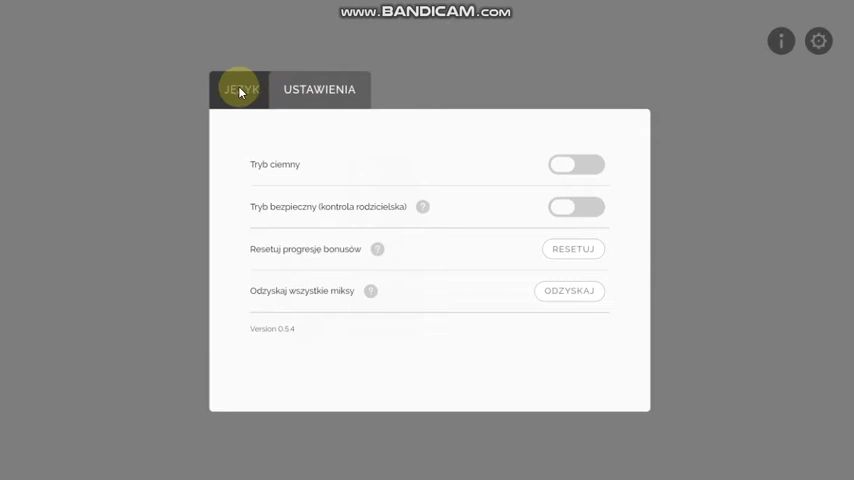 WWW.BANDICAM.COM
JĘZYK
USTAWIENIA
Tryb ciemny
Tryb bezpieczny (kontrola rodzicielska) ?
Resetuj progresję bonusów ?
RESETUJ
Odzyskaj wszystkie miksy ?
ODZYSKAJ
Version 0.5.4